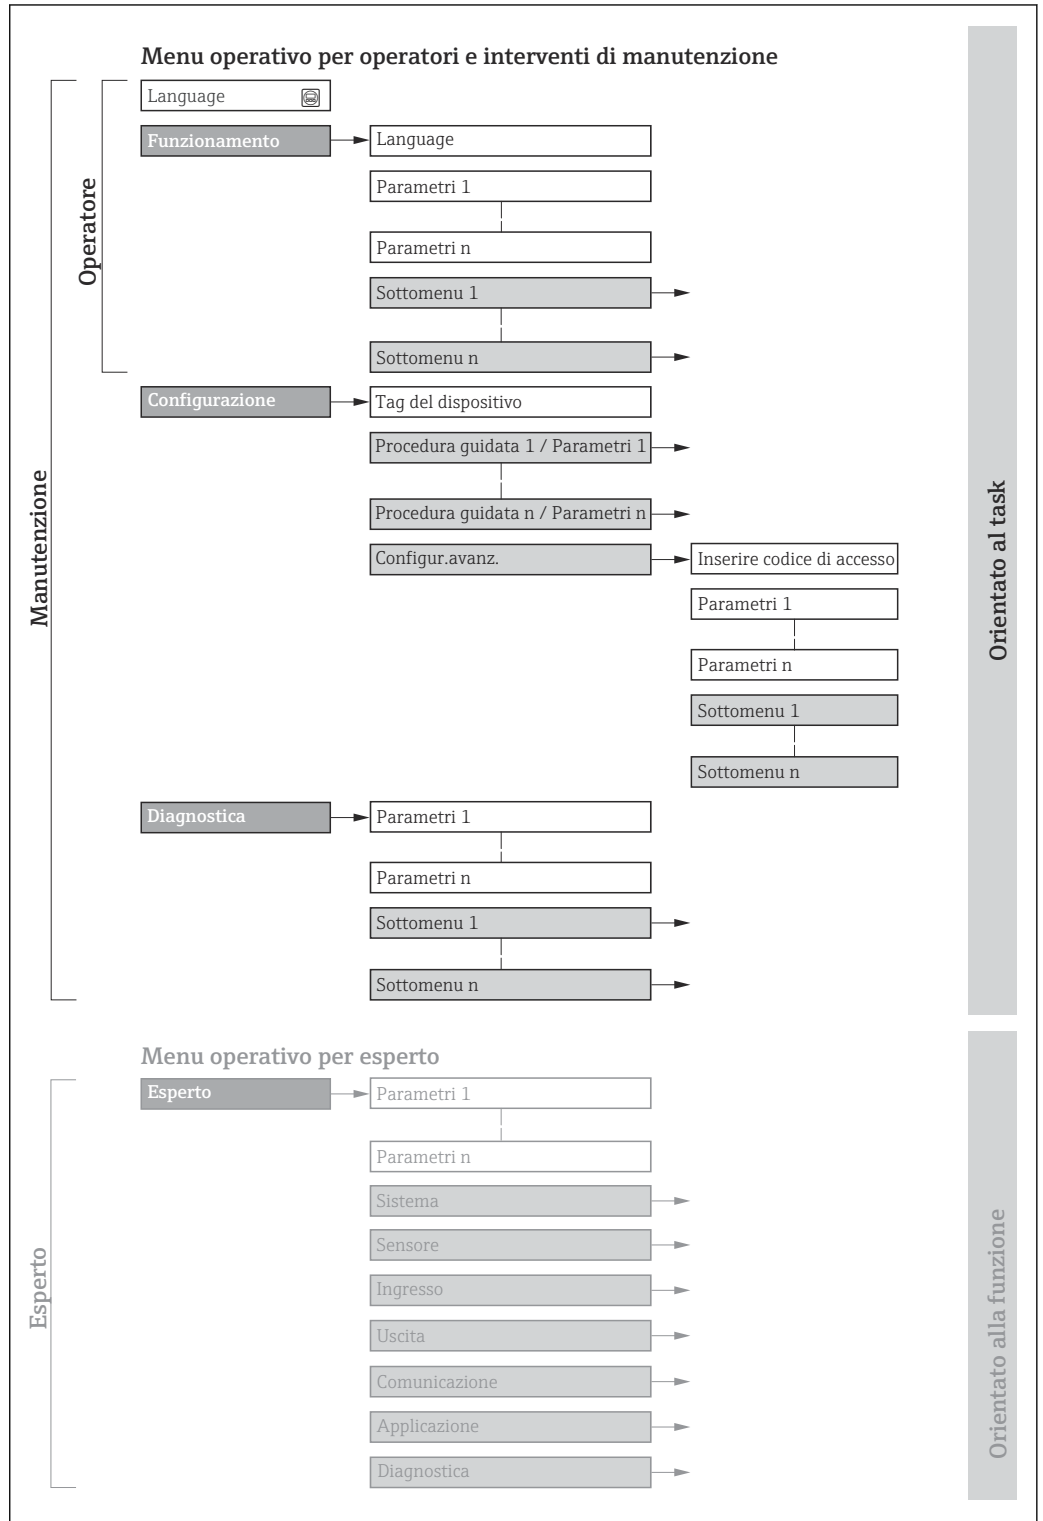 Menu operativo per operatori e interventi di manutenzione
Manutenzione
Operatore
Language
Funzionamento
Language
Parametri 1
Parametri n
Sottomenu 1
Sottomenu n
Configurazione
Tag del dispositivo
Procedura guidata 1 / Parametri 1
Procedura guidata n / Parametri n
Configur.avanz.
Inserire codice di accesso
Parametri 1
Parametri n
Sottomenu 1
Sottomenu n
Diagnostica
Parametri 1
Parametri n
Sottomenu 1
Sottomenu n
Orientato al task
Menu operativo per esperto
Esperto
Esperto
Parametri 1
Parametri n
Sistema
Sensore
Ingresso
Uscita
Comunicazione
Applicazione
Diagnostica
Orientato alla funzione